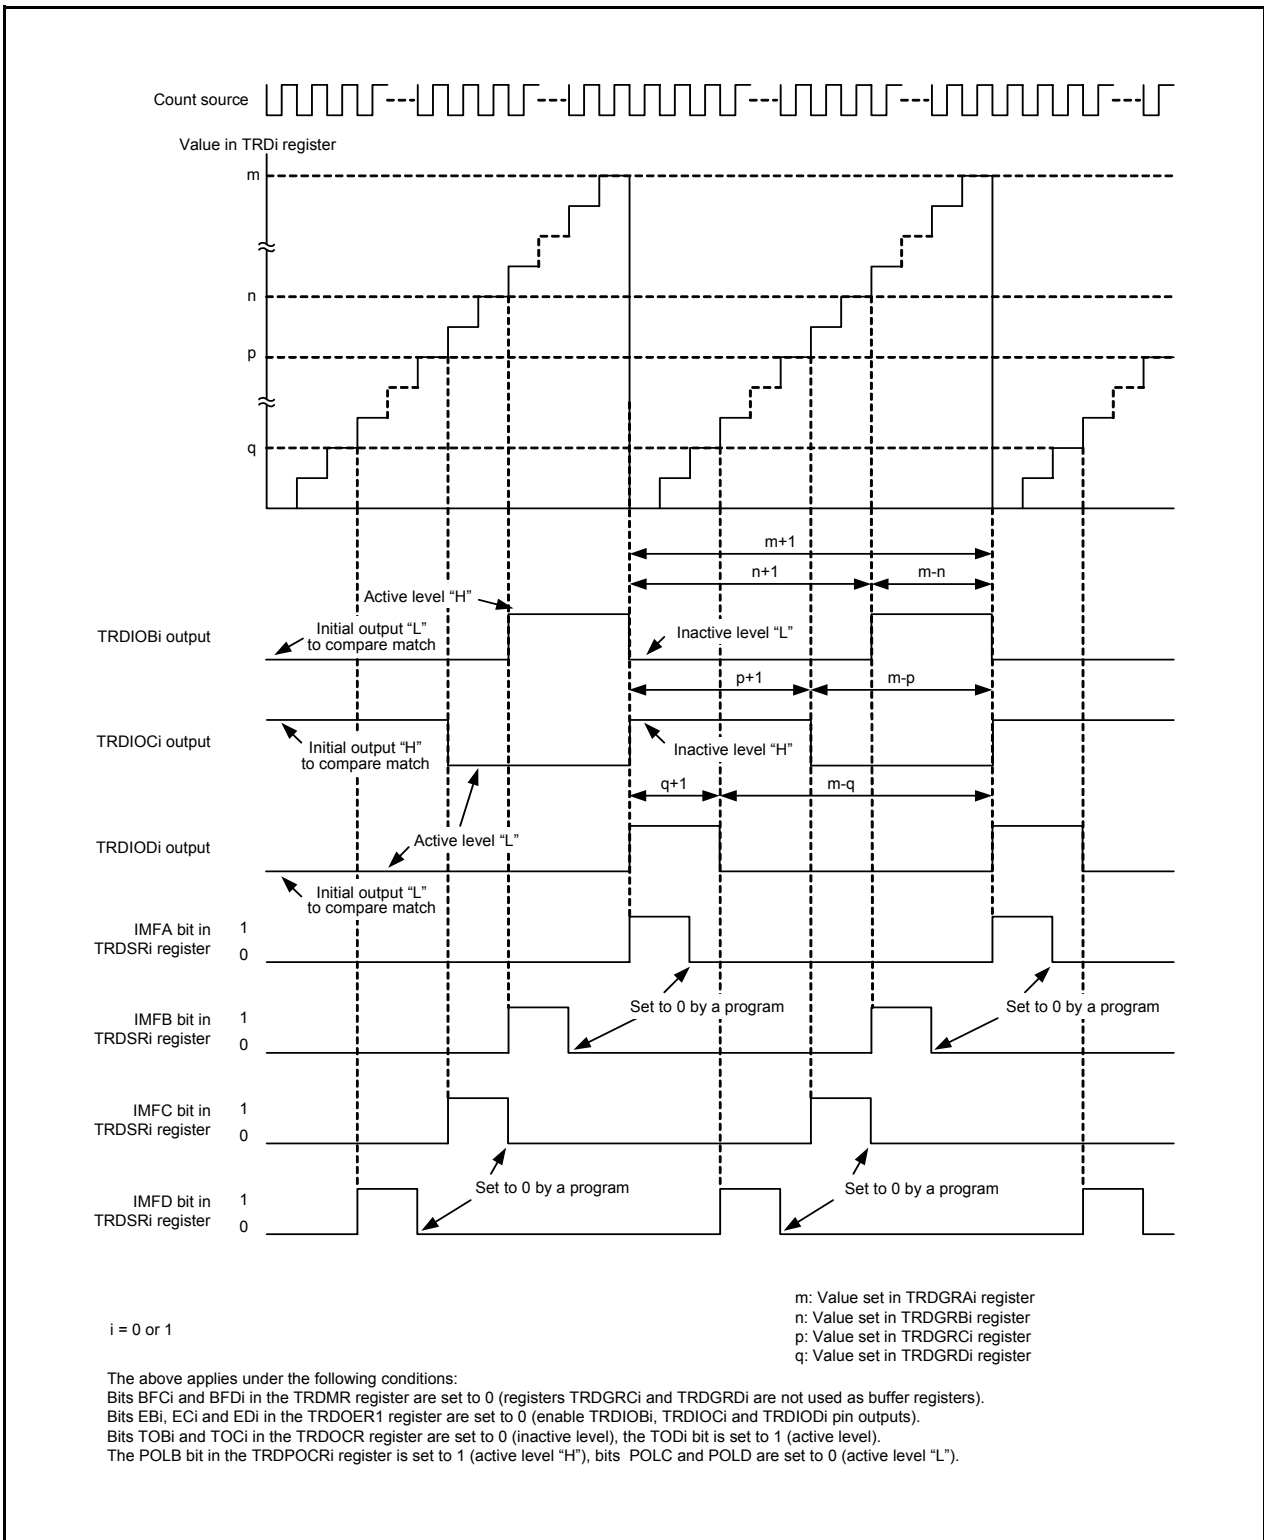 Count source
Value in TRDi register
m
n
p
q
m+1
n+1
m-n
Active level “H”
TRDIOBi output
Initial output “L”
to compare match
Inactive level “L”
p+1
m-p
TRDIOCi output
Initial output “H”
to compare match
Inactive level “H”
q+1
m-q
Active level “L”
TRDIODi output
Initial output “L”
to compare match
IMFA bit in
TRDSRi register
1
0
Set to 0 by a program
Set to 0 by a program
IMFB bit in
TRDSRi register
1
0
IMFC bit in
TRDSRi register
1
0
Set to 0 by a program
Set to 0 by a program
IMFD bit in
TRDSRi register
1
0
m: Value set in TRDGRAi register
n: Value set in TRDGRBi register
p: Value set in TRDGRCi register
q: Value set in TRDGRDi register
i = 0 or 1
The above applies under the following conditions:
Bits BFCi and BFDi in the TRDMR register are set to 0 (registers TRDGRCi and TRDGRDi are not used as buffer registers).
Bits EBi, ECi and EDi in the TRDOER1 register are set to 0 (enable TRDIOBi, TRDIOCi and TRDIODi pin outputs).
Bits TOBi and TOCi in the TRDOCR register are set to 0 (inactive level), the TODi bit is set to 1 (active level).
The POLB bit in the TRDPOCRi register is set to 1 (active level “H”), bits POLC and POLD are set to 0 (active level “L”).